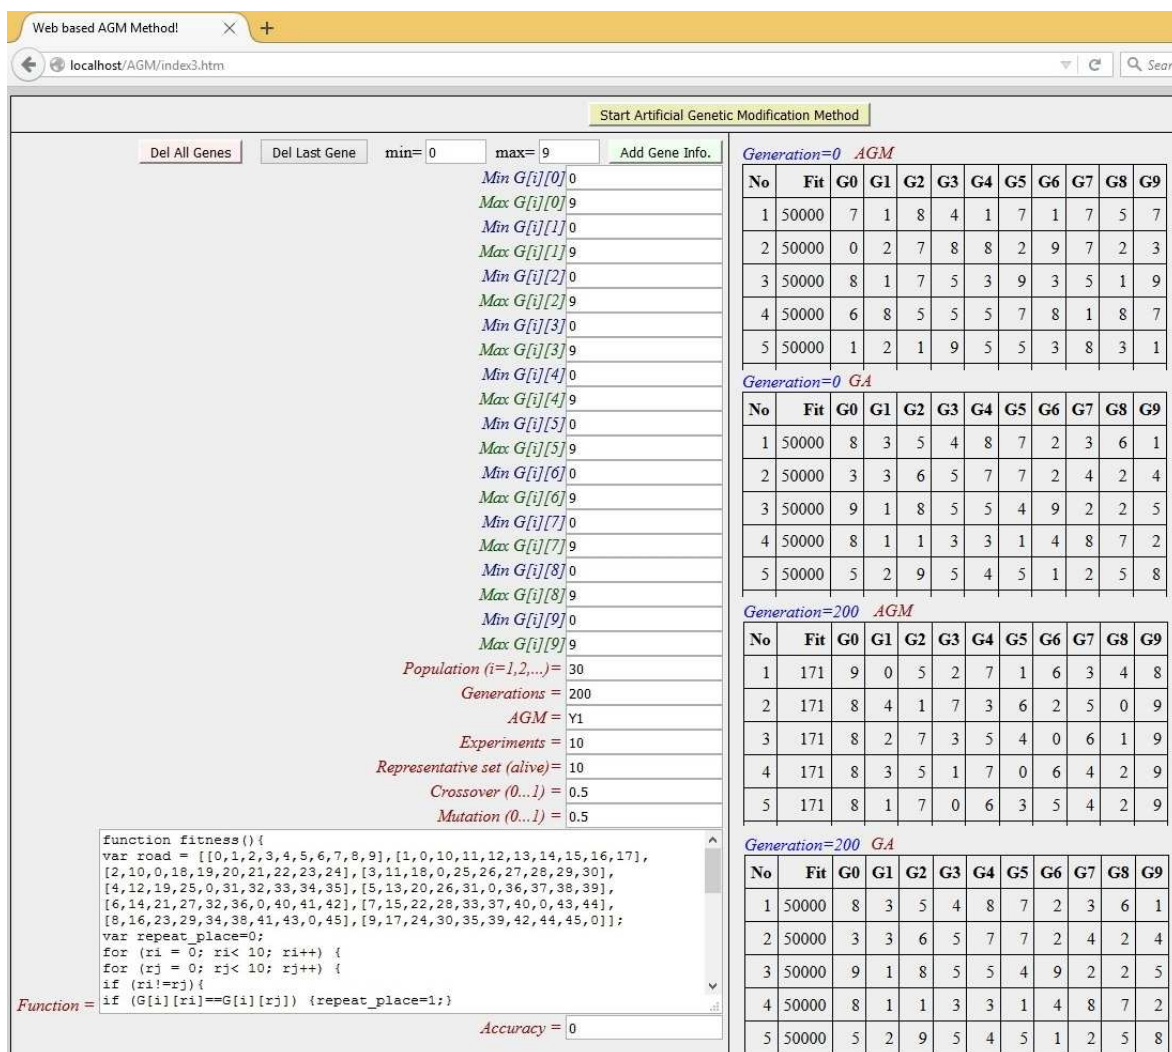 Web based AGM Method!
localhost/AGM/index3.htm
Start Artificial Genetic Modification Method
Del All Genes Del Last Gene min= 0 max= 9 Add Gene Info.
Min G[i][0] 0
Max G[i][0] 9
Min G[i][1] 0
Max G[i][1] 9
Min G[i][2] 0
Max G[i][2] 9
Min G[i][3] 0
Max G[i][3] 9
Min G[i][4] 0
Max G[i][4] 9
Min G[i][5] 0
Max G[i][5] 9
Min G[i][6] 0
Max G[i][6] 9
Min G[i][7] 0
Max G[i][7] 9
Min G[i][8] 0
Max G[i][8] 9
Min G[i][9] 0
Max G[i][9] 9
Population (i=1,2,...)= 30
Generations = 200
AGM = Y1
Experiments = 10
Representative set (alive)= 10
Crossover (0...1) = 0.5
Mutation (0...1) = 0.5
function fitness(){
var road = [[0,1,2,3,4,5,6,7,8,9],[1,0,10,11,12,13,14,15,16,17],
[2,10,0,18,19,20,21,22,23,24],[3,11,18,0,25,26,27,28,29,30],
[4,12,19,25,0,31,32,33,34,35],[5,13,20,26,31,0,36,37,38,39],
[6,14,21,27,32,36,0,40,41,42],[7,15,22,28,33,37,40,0,43,44],
[8,16,23,29,34,38,41,43,0,45],[9,17,24,30,35,39,42,44,45,0]];
var repeat_place=0;
for (ri = 0; ri< 10; ri++) {
for (rj = 0; rj< 10; rj++) {
if (ri!=rj){
Function = if (G[i][ri]==G[i][rj]) {repeat_place=1;}
Accuracy = 0
Generation=0 AGM
No Fit G0 G1 G2 G3 G4 G5 G6 G7 G8 G9
1 50000 7 1 8 4 1 7 1 7 5 7
2 50000 0 2 7 8 8 2 9 7 2 3
3 50000 8 1 7 5 3 9 3 5 1 9
4 50000 6 8 5 5 5 7 8 1 8 7
5 50000 1 2 1 9 5 5 3 8 3 1
Generation=0 GA
No Fit G0 G1 G2 G3 G4 G5 G6 G7 G8 G9
1 50000 8 3 5 4 8 7 2 3 6 1
2 50000 3 3 6 5 7 7 2 4 2 4
3 50000 9 1 8 5 5 4 9 2 2 5
4 50000 8 1 1 3 3 1 4 8 7 2
5 50000 5 2 9 5 4 5 1 2 5 8
Generation=200 AGM
No Fit G0 G1 G2 G3 G4 G5 G6 G7 G8 G9
1 171 9 0 5 2 7 1 6 3 4 8
2 171 8 4 1 7 3 6 2 5 0 9
3 171 8 2 7 3 5 4 0 6 1 9
4 171 8 3 5 1 7 0 6 4 2 9
5 171 8 1 7 0 6 3 5 4 2 9
Generation=200 GA
No Fit G0 G1 G2 G3 G4 G5 G6 G7 G8 G9
1 50000 8 3 5 4 8 7 2 3 6 1
2 50000 3 3 6 5 7 7 2 4 2 4
3 50000 9 1 8 5 5 4 9 2 2 5
4 50000 8 1 1 3 3 1 4 8 7 2
5 50000 5 2 9 5 4 5 1 2 5 8